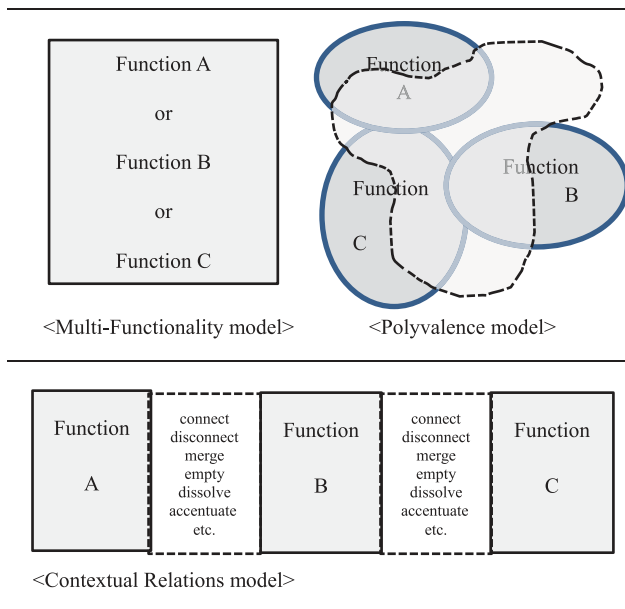 Function A
or
Function B
or
Function C
<Multi-Functionality model>
Function
A
Function
B
Function
C
<Polyvalence model>
Function
A
connect
disconnect
merge
empty
dissolve
accentuate
etc.
Function
B
connect
disconnect
merge
empty
dissolve
accentuate
etc.
Function
C
<Contextual Relations model>